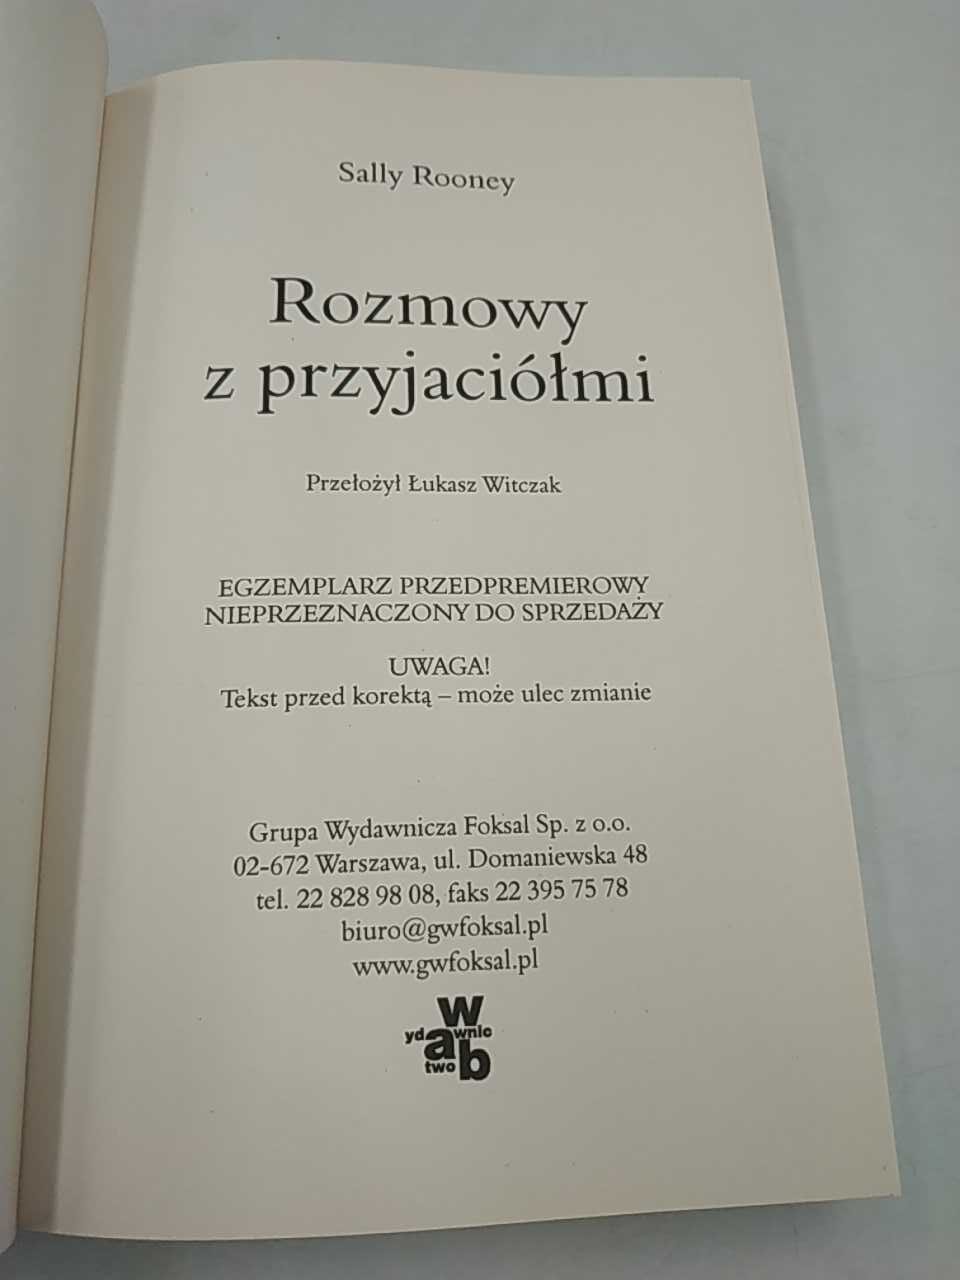 Sally Rooney
Rozmowy
z przyjaciółmi
Przełożył Łukasz Witczak
EGZEMPLARZ PRZEDPREMIEROWY
NIEPRZEZNACZONY DO SPRZEDAŻY
UWAGA!
Tekst przed korektą – może ulec zmianie
Grupa Wydawnicza Foksal Sp. z o.o.
02-672 Warszawa, ul. Domaniewska 48
tel. 22 828 98 08, faks 22 395 75 78
biuro@gwfoksal.pl
www.gwfoksal.pl
w
ydawnic
two b